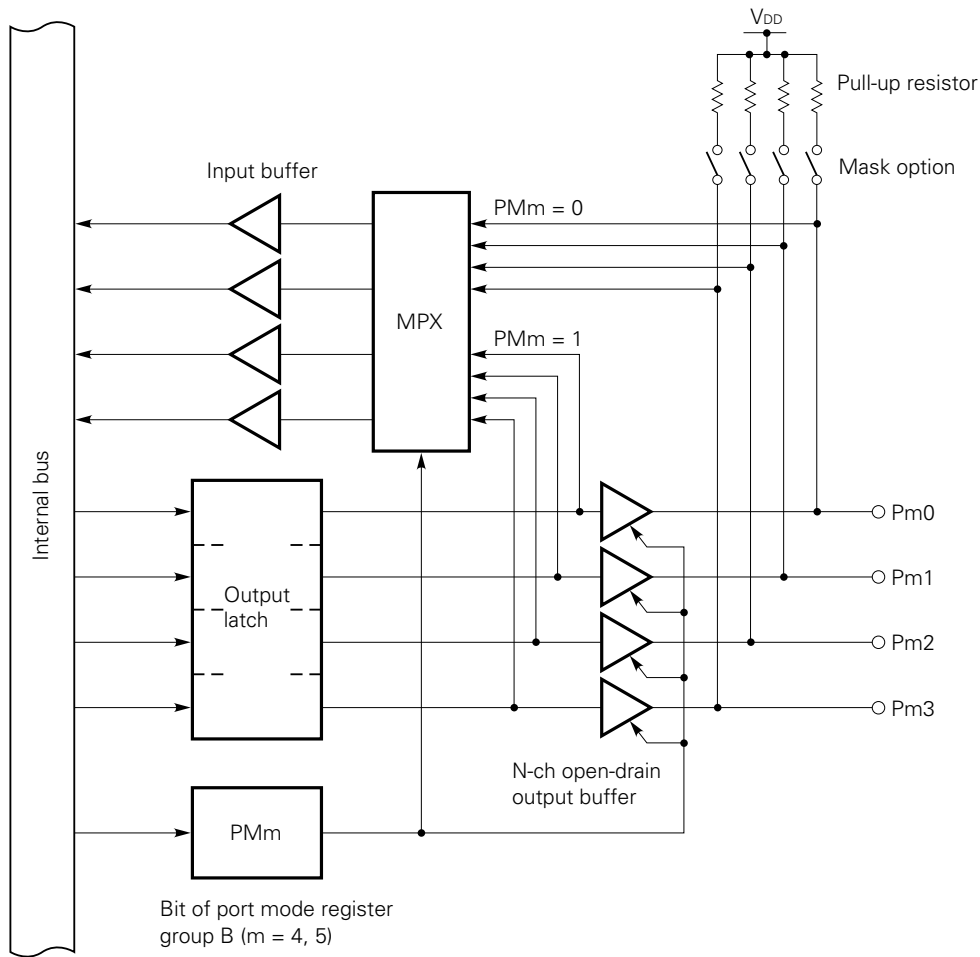 VDD
Pull-up resistor
Input buffer
Mask option
PMm = 0
MPX
PMm = 1
Internal bus
Pm0
Output
latch
Pm1
Pm2
Pm3
N-ch open-drain
output buffer
PMm
Bit of port mode register
group B (m = 4, 5)